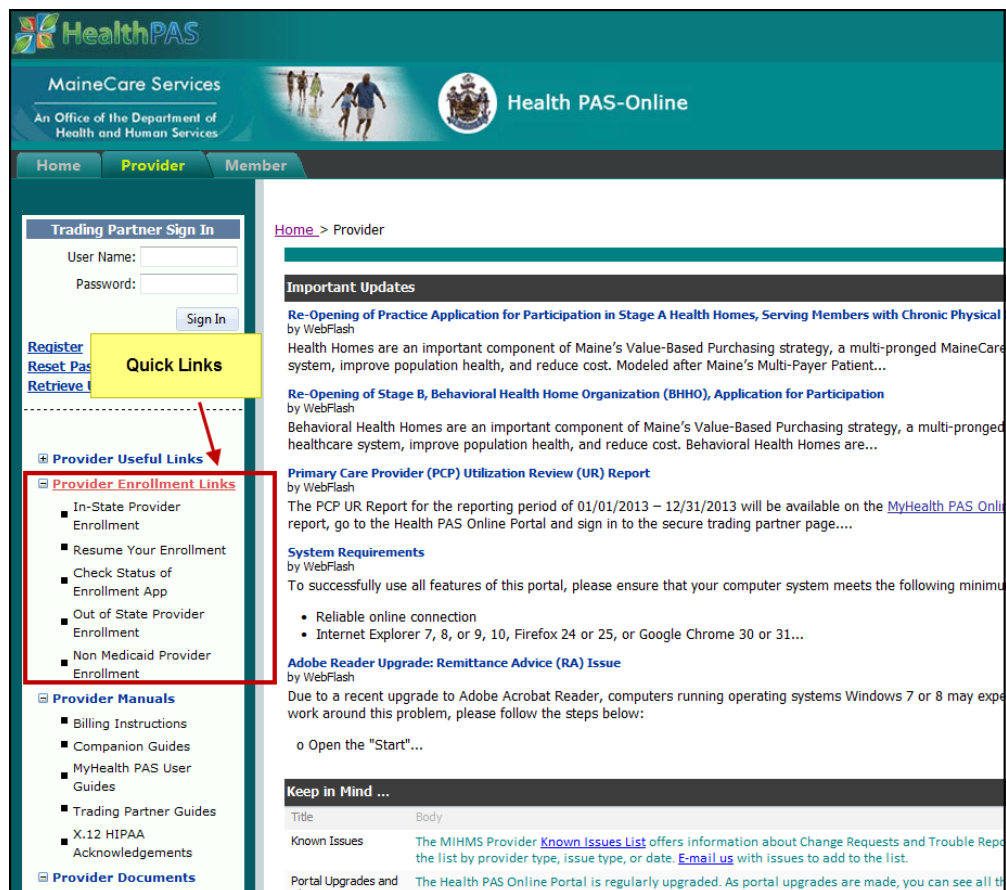 HealthPAS
MaineCare Services
An Office of the Department of
Health and Human Services
Health PAS-Online
Home
Provider
Member
Trading Partner Sign In
User Name:
Password:
Sign In
Register
Reset Pas
Retrieve
Quick Links
Provider Useful Links
Provider Enrollment Links
In-State Provider
Enrollment
Resume Your Enrollment
Check Status of
Enrollment App
Out of State Provider
Enrollment
Non Medicaid Provider
Enrollment
Provider Manuals
Billing Instructions
Companion Guides
MyHealth PAS User
Guides
Trading Partner Guides
X.12 HIPAA
Acknowledgements
Provider Documents
Home > Provider
Important Updates
Re-Opening of Practice Application for Participation in Stage A Health Homes, Serving Members with Chronic Physical
by WebFlash
Health Homes are an important component of Maine's Value-Based Purchasing strategy, a multi-pronged MaineCare
system, improve population health, and reduce cost. Modeled after Maine's Multi-Payer Patient...
Re-Opening of Stage B, Behavioral Health Home Organization (BHHO), Application for Participation
by WebFlash
Behavioral Health Homes are an important component of Maine's Value-Based Purchasing strategy, a multi-pronged
healthcare system, improve population health, and reduce cost. Behavioral Health Homes are...
Primary Care Provider (PCP) Utilization Review (UR) Report
by WebFlash
The PCP UR Report for the reporting period of 01/01/2013 – 12/31/2013 will be available on the MyHealth PAS Onli
report, go to the Health PAS Online Portal and sign in to the secure trading partner page....
System Requirements
by WebFlash
To successfully use all features of this portal, please ensure that your computer system meets the following minimu
• Reliable online connection
• Internet Explorer 7, 8, or 9, 10, Firefox 24 or 25, or Google Chrome 30 or 31...
Adobe Reader Upgrade: Remittance Advice (RA) Issue
by WebFlash
Due to a recent upgrade to Adobe Acrobat Reader, computers running operating systems Windows 7 or 8 may expe
work around this problem, please follow the steps below:
o Open the "Start"...
Keep in Mind ...
Title Body
Known Issues The MIHMS Provider Known Issues List offers information about Change Requests and Trouble Repo
the list by provider type, issue type, or date. E-mail us with issues to add to the list.
Portal Upgrades and The Health PAS Online Portal is regularly upgraded. As portal upgrades are made, you can see all th